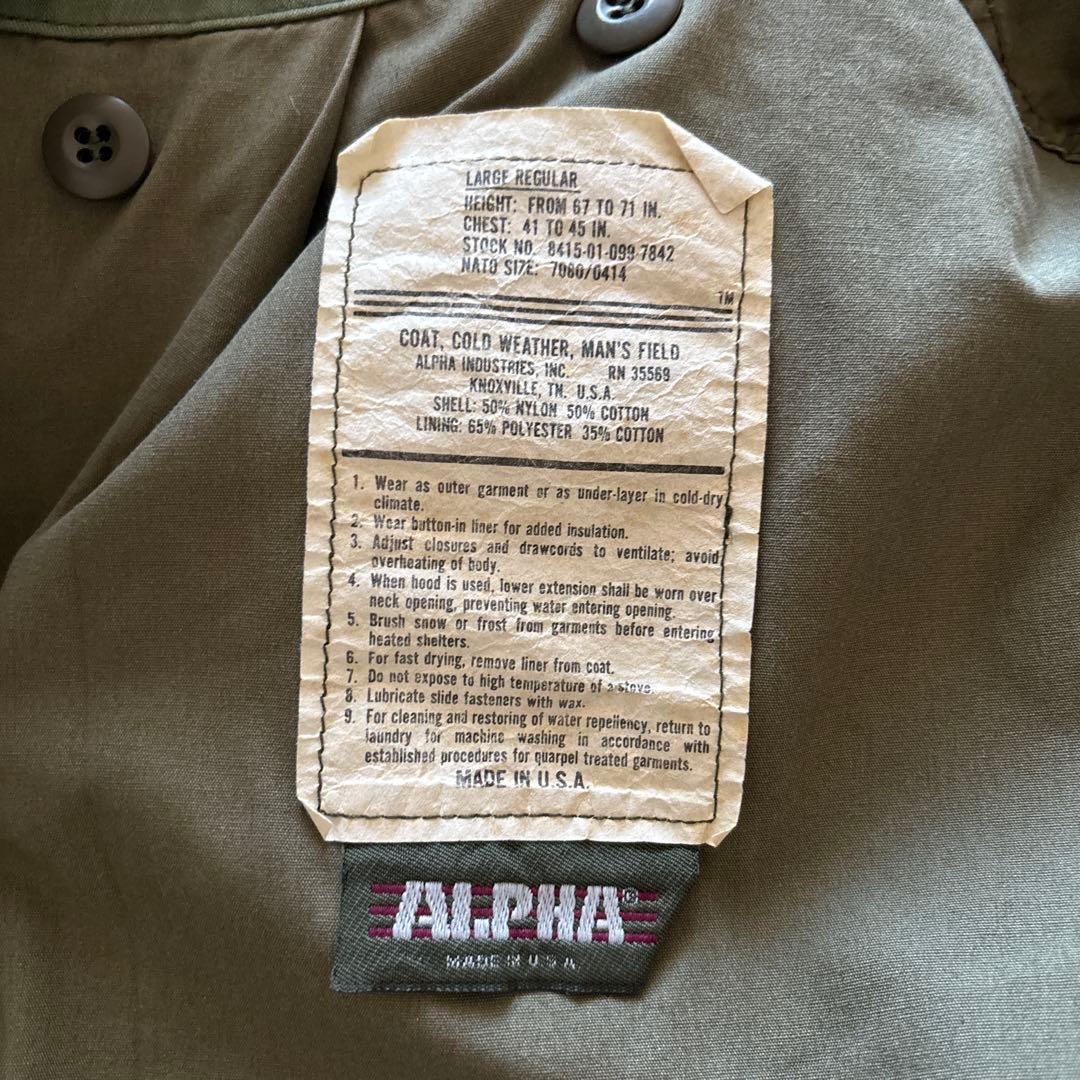 LARGE REGULAR
HEIGHT: FROM 67 TO 71 IN.
CHEST: 41 TO 45 IN.
STOCK NO. 8415-01-099-7842
NATO SIZE: 7080/0414
TM
COAT, COLD WEATHER, MAN'S FIELD
ALPHA INDUSTRIES, INC. RN 35569
KNOXVILLE, TN. U.S.A.
SHELL: 50% NYLON 50% COTTON
LINING: 65% POLYESTER 35% COTTON
1. Wear as outer garment or as under-layer in cold-dry
climate.
2. Wear button-in liner for added insulation.
3. Adjust closures and drawcords to ventilate; avoid
overheating of body.
4. When hood is used, lower extension shall be worn over
neck opening, preventing water entering opening.
5. Brush snow or frost from garments before entering
heated shelters.
6. For fast drying, remove liner from coat.
7. Do not expose to high temperature of a stove.
8. Lubricate slide fasteners with wax.
9. For cleaning and restoring of water repellency, return to
laundry for machine washing in accordance with
established procedures for quarpel treated garments.
MADE IN U.S.A.
ALPHA®
MADE IN U.S.A.